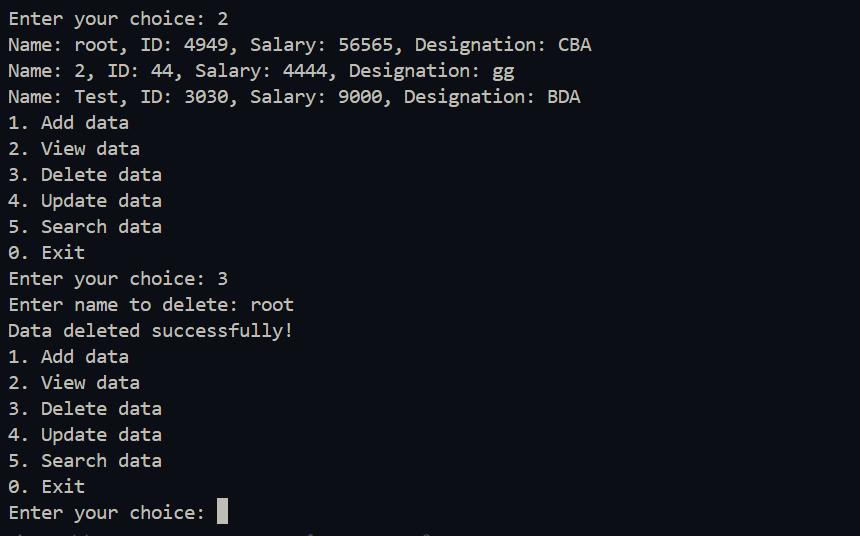 Enter your choice: 2
Name: root, ID: 4949, Salary: 56565, Designation: CBA
Name: 2, ID: 44, Salary: 4444, Designation: gg
Name: Test, ID: 3030, Salary: 9000, Designation: BDA
1. Add data
2. View data
3. Delete data
4. Update data
5. Search data
0. Exit
Enter your choice: 3
Enter name to delete: root
Data deleted successfully!
1. Add data
2. View data
3. Delete data
4. Update data
5. Search data
0. Exit
Enter your choice: